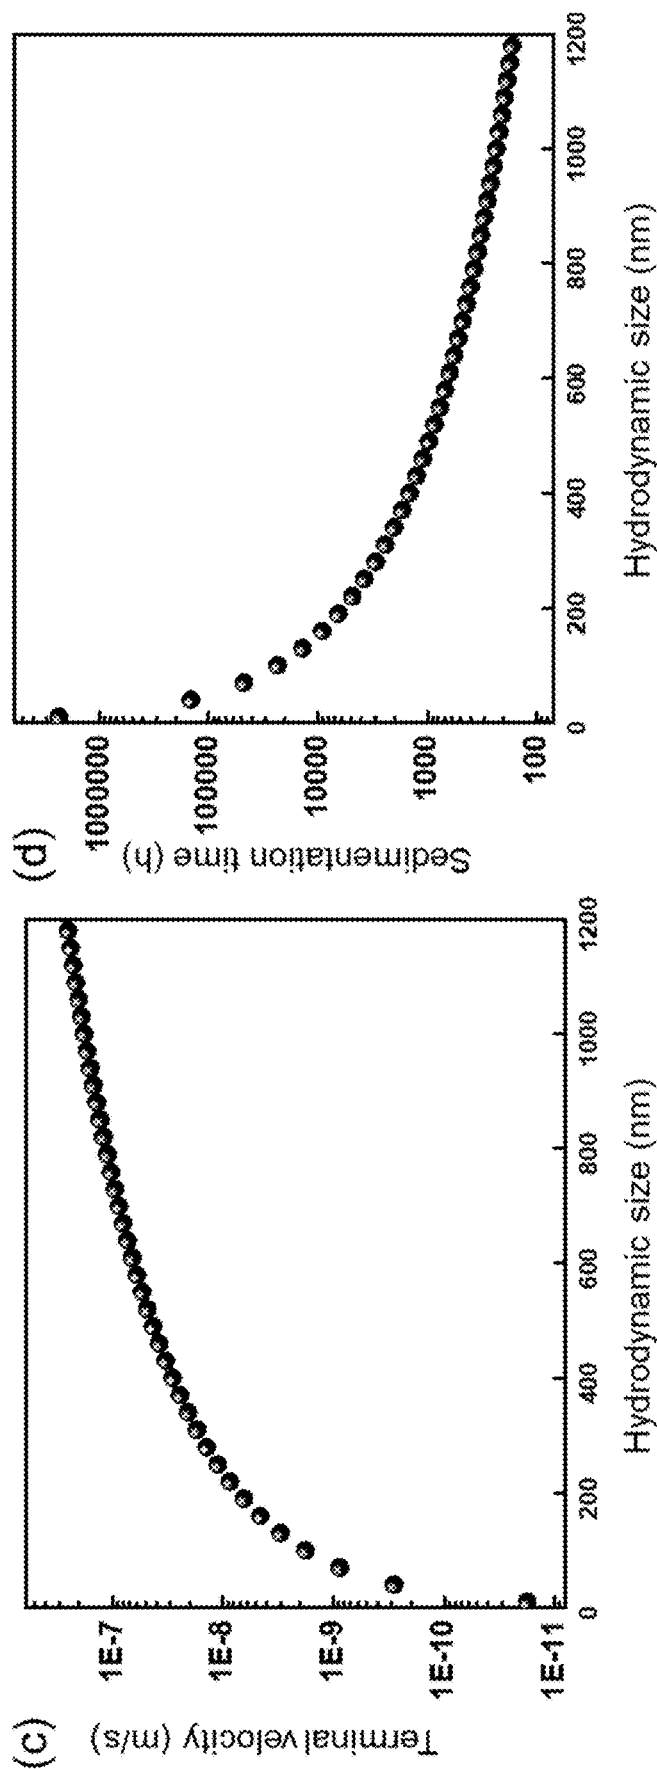 (c)
Terminal velocity (m/s)
1E-7
1E-8
1E-9
1E-10
1E-11
0
200
400
600
800
1000
1200
Hydrodynamic size (nm)
(d)
Sedimentation time (h)
1000000
100000
10000
1000
100
0
200
400
600
800
1000
1200
Hydrodynamic size (nm)